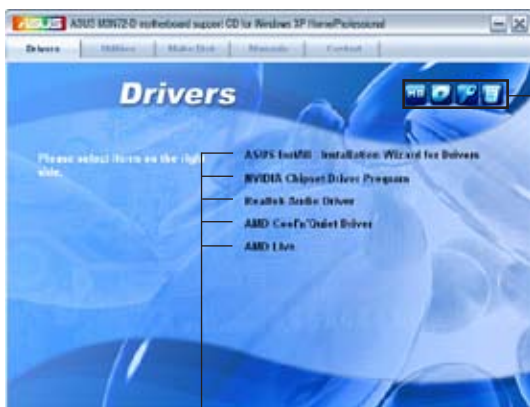 ASUS ASUS M3N72-D motherboard support CD for Windows XP Home/Professional
Drivers Utilities Make Disk Manuals Contact
Drivers
Please select items on the right
side.
ASUS InstAll - Installation Wizard for Drivers
NVIDIA Chipset Driver Program
Realtek Audio Driver
AMD Cool'n'Quiet Driver
AMD Live